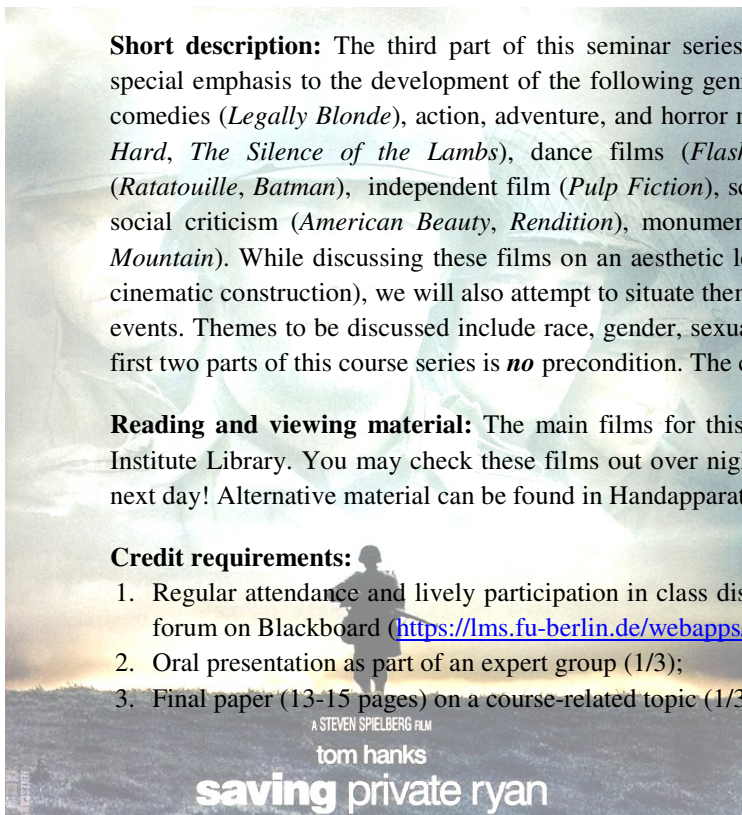 Short description: The third part of this seminar series
special emphasis to the development of the following gen
comedies (Legally Blonde), action, adventure, and horror
Hard, The Silence of the Lambs), dance films (Flash
(Ratatouille, Batman), independent film (Pulp Fiction), sc
social criticism (American Beauty, Rendition), monumen
Mountain). While discussing these films on an aesthetic le
cinematic construction), we will also attempt to situate them
events. Themes to be discussed include race, gender, sexua
first two parts of this course series is no precondition. The
Reading and viewing material: The main films for this
Institute Library. You may check these films out over nigh
next day! Alternative material can be found in Handapparat
Credit requirements:
1. Regular attendance and lively participation in class dis
forum on Blackboard (https://lms.fu-berlin.de/webapps/
2. Oral presentation as part of an expert group (1/3);
3. Final paper (13-15 pages) on a course-related topic (1/3
A STEVEN SPIELBERG FILM
tom hanks
saving private ryan